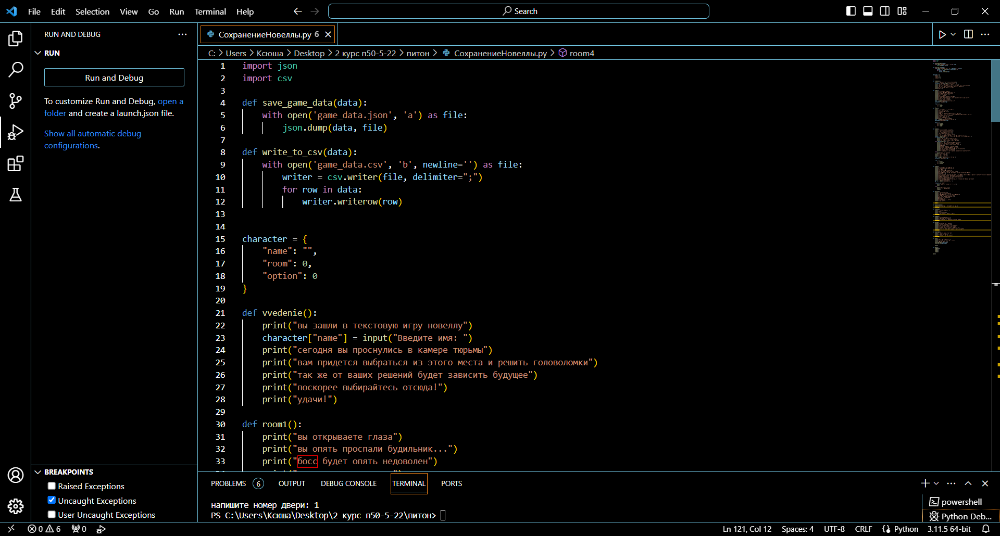 File Edit Selection View Go Run Terminal Help
Search
RUN AND DEBUG
RUN
Run and Debug
To customize Run and Debug, open a
folder and create a launch.json file.
Show all automatic debug
configurations.
BREAKPOINTS
Raised Exceptions
Uncaught Exceptions
User Uncaught Exceptions
СохранениеНовеллы.py 6
C: > Users > Ксюша > Desktop > 2 курс п50-5-22 > питон > СохранениеНовеллы.py > room4
1 import json
2 import csv
3
4 def save_game_data(data):
5 with open('game_data.json', 'a') as file:
6 json.dump(data, file)
7
8 def write_to_csv(data):
9 with open('game_data.csv', 'b', newline='') as file:
10 writer = csv.writer(file, delimiter=";")
11 for row in data:
12 writer.writerow(row)
13
14
15 character = {
16 "name": "",
17 "room": 0,
18 "option": 0
19 }
20
21 def vvedenie():
22 print("вы зашли в текстовую игру новеллу")
23 character["name"] = input("Введите имя: ")
24 print("сегодня вы проснулись в камере тюрьмы")
25 print("вам придется выбраться из этого места и решить головоломки")
26 print("так же от ваших решений будет зависить будущее")
27 print("поскорее выбирайтесь отсюда!")
28 print("удачи!")
29
30 def room1():
31 print("вы открываете глаза")
32 print("вы опять проспали будильник...")
33 print("босс будет опять недоволен")
PROBLEMS 6 OUTPUT DEBUG CONSOLE TERMINAL PORTS
напишите номер двери: 1
PS C:\Users\Ксюша\Desktop\2 курс п50-5-22\питон>
powershell
Python Deb...
0 6 0
Ln 121, Col 12 Spaces: 4 UTF-8 CRLF Python 3.11.5 64-bit